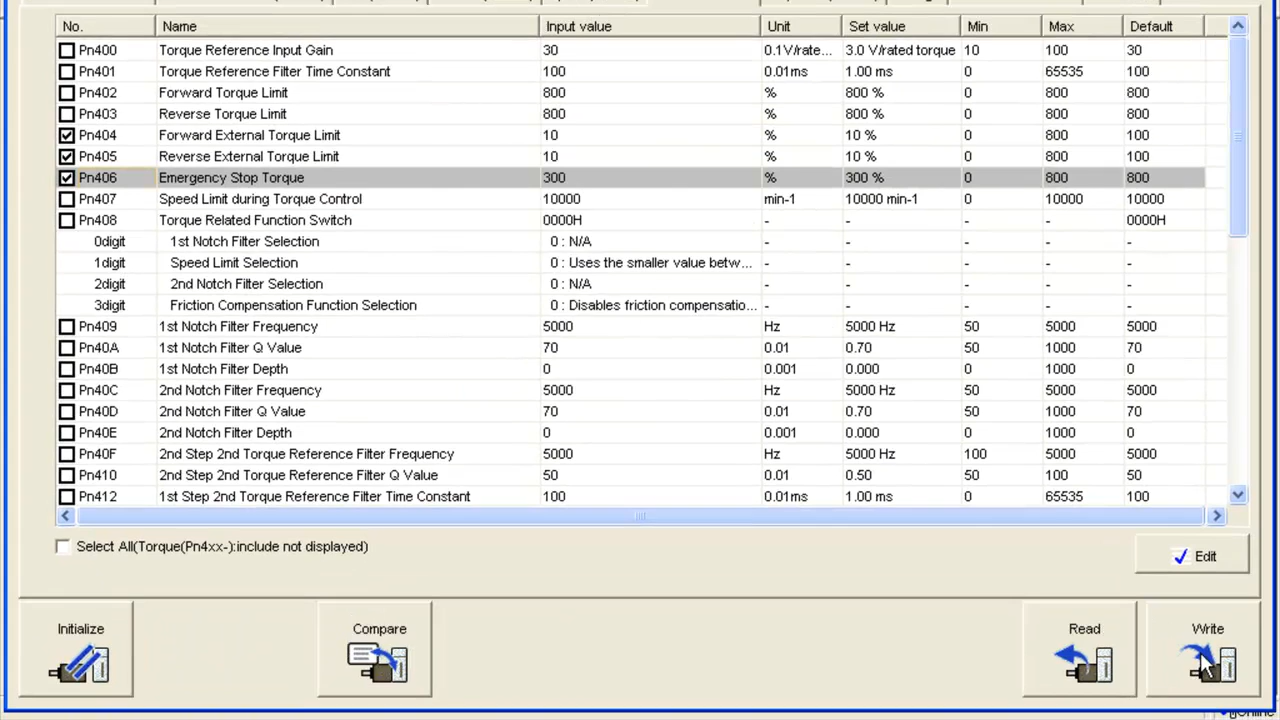 No. Name Input value Unit Set value Min Max Default
Pn400 Torque Reference Input Gain 30 0.1V/rate... 3.0 V/rated torque 10 100 30
Pn401 Torque Reference Filter Time Constant 100 0.01ms 1.00 ms 0 65535 100
Pn402 Forward Torque Limit 800 % 800 % 0 800 800
Pn403 Reverse Torque Limit 800 % 800 % 0 800 800
Pn404 Forward External Torque Limit 10 % 10 % 0 800 100
Pn405 Reverse External Torque Limit 10 % 10 % 0 800 100
Pn406 Emergency Stop Torque 300 % 300 % 0 800 800
Pn407 Speed Limit during Torque Control 10000 min-1 10000 min-1 0 10000 10000
Pn408 Torque Related Function Switch 0000H - - - - 0000H
0digit 1st Notch Filter Selection 0 : N/A - - - - -
1digit Speed Limit Selection 0 : Uses the smaller value betw... - - - - -
2digit 2nd Notch Filter Selection 0 : N/A - - - - -
3digit Friction Compensation Function Selection 0 : Disables friction compensatio... - - - - -
Pn409 1st Notch Filter Frequency 5000 Hz 5000 Hz 50 5000 5000
Pn40A 1st Notch Filter Q Value 70 0.01 0.70 50 1000 70
Pn40B 1st Notch Filter Depth 0 0.001 0.000 0 1000 0
Pn40C 2nd Notch Filter Frequency 5000 Hz 5000 Hz 50 5000 5000
Pn40D 2nd Notch Filter Q Value 70 0.01 0.70 50 1000 70
Pn40E 2nd Notch Filter Depth 0 0.001 0.000 0 1000 0
Pn40F 2nd Step 2nd Torque Reference Filter Frequency 5000 Hz 5000 Hz 100 5000 5000
Pn410 2nd Step 2nd Torque Reference Filter Q Value 50 0.01 0.50 50 100 50
Pn412 1st Step 2nd Torque Reference Filter Time Constant 100 0.01ms 1.00 ms 0 65535 100
Select All(Torque(Pn4xx-):include not displayed)
Edit
Initialize Compare Read Write